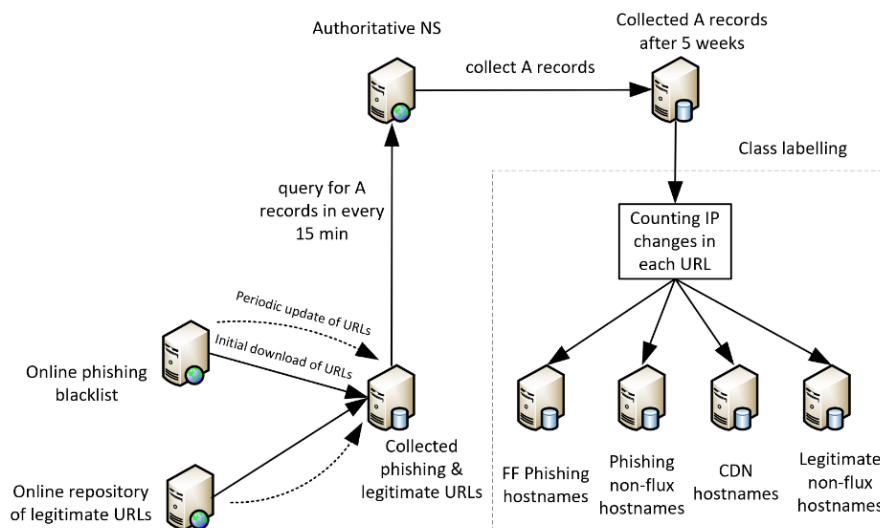 Authoritative NS
Collected A records
after 5 weeks
collect A records
Class labelling
query for A
records in every
15 min
Counting IP
changes in
each URL
Periodic update of URLs
Initial download of URLs
Online phishing
blacklist
Collected
phishing &
legitimate URLs
Online repository
of legitimate URLs
FF Phishing
hostnames
Phishing
non-flux
hostnames
CDN
hostnames
Legitimate
non-flux
hostnames